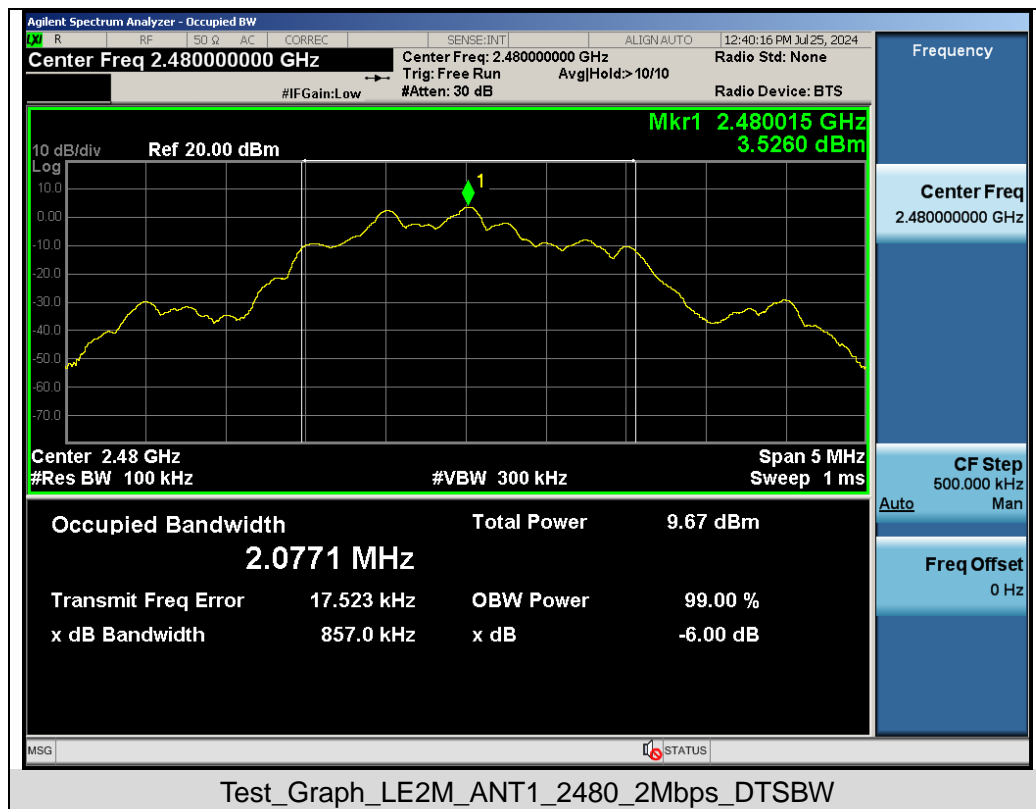 Agilent Spectrum Analyzer - Occupied BW
LXI R RF 50 Ω AC CORREC SENSE:INT ALIGN AUTO 12:40:16 PM Jul 25, 2024
Center Freq 2.480000000 GHz
Center Freq: 2.480000000 GHz
Radio Std: None
Trig: Free Run Avg|Hold:> 10/10
#IFGain:Low
#Atten: 30 dB
Radio Device: BTS
Frequency
Mkr1 2.480015 GHz
3.5260 dBm
10 dB/div Ref 20.00 dBm
Log
1
10.0
0.00
-10.0
-20.0
-30.0
-40.0
-50.0
-60.0
-70.0
Center 2.48 GHz Span 5 MHz
#Res BW 100 kHz #VBW 300 kHz Sweep 1 ms
Center Freq
2.480000000 GHz
CF Step
500.000 kHz
Auto Man
Freq Offset
0 Hz
Occupied Bandwidth Total Power 9.67 dBm
2.0771 MHz
Transmit Freq Error 17.523 kHz OBW Power 99.00 %
x dB Bandwidth 857.0 kHz x dB -6.00 dB
MSG STATUS
Test_Graph_LE2M_ANT1_2480_2Mbps_DTSBW